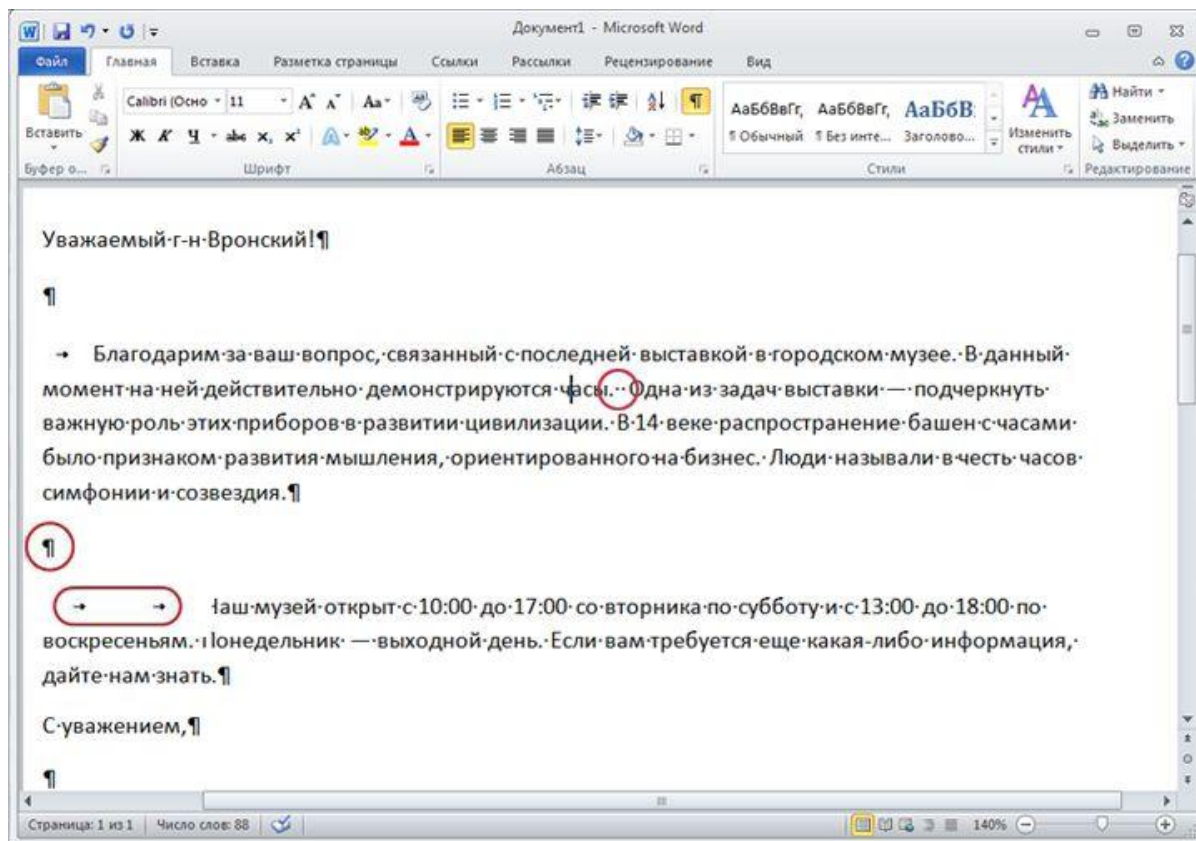 Документ1 - Microsoft Word
Файл Главная Вставка Разметка страницы Ссылки Рассылки Рецензирование Вид
Calibri (Осно 11 Aa АаБбВвГг, АаБбВвГг, АаБбВ Найти
Вставить Ж К Ч abc x, x² A ¶ Обычный ¶ Без инте... Заголово... Изменить стили Заменить
Выделить
Буфер о... Шрифт Абзац Стили Редактирование
Уважаемый·г-н·Вронский!¶
¶
→ Благодарим·за·ваш·вопрос,·связанный·с·последней·выставкой·в·городском·музее.·В·данный·
момент·на·ней·действительно·демонстрируются·часы.··Одна·из·задач·выставки·—·подчеркнуть·
важную·роль·этих·приборов·в·развитии·цивилизации.·В·14·веке·распространение·башен·с·часами·
было·признаком·развития·мышления,·ориентированного·на·бизнес.·Люди·называли·в·честь·часов·
симфонии·и·созвездия.¶
¶
→ → Наш·музей·открыт·с·10:00·до·17:00·со·вторника·по·субботу·и·с·13:00·до·18:00·по·
воскресеньям.·Понедельник·—·выходной·день.·Если·вам·требуется·еще·какая-либо·информация,·
дайте·нам·знать.¶
С·уважением,¶
¶
Страница: 1 из 1 Число слов: 88 140%